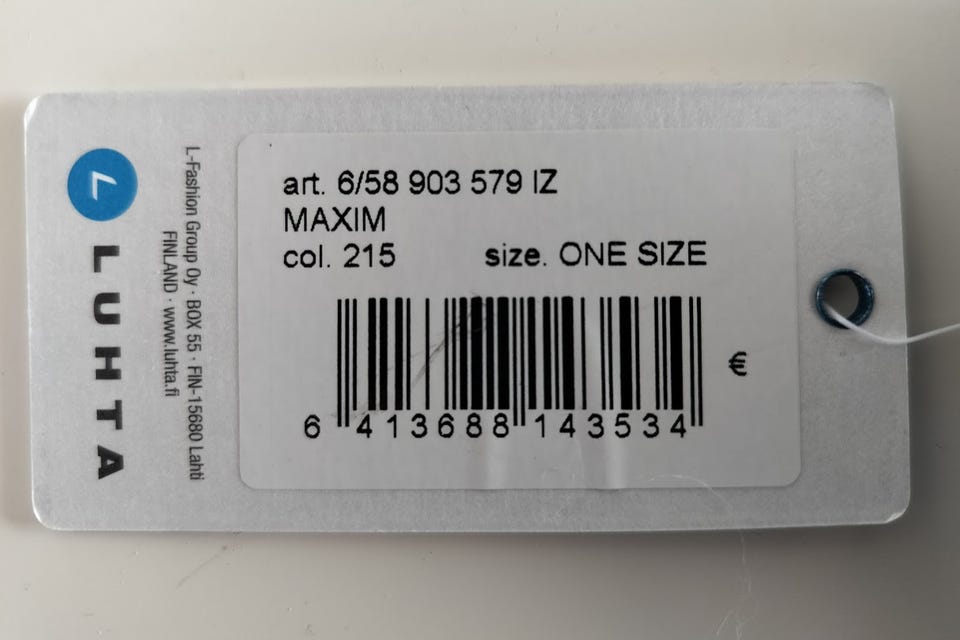 L
LUHTA
L-Fashion Group Oy · BOX 55 · FIN-15680 Lahti
FINLAND · www.luhta.fi
art. 6/58 903 579 IZ
MAXIM
col. 215 size. ONE SIZE
€
6 413688 143534